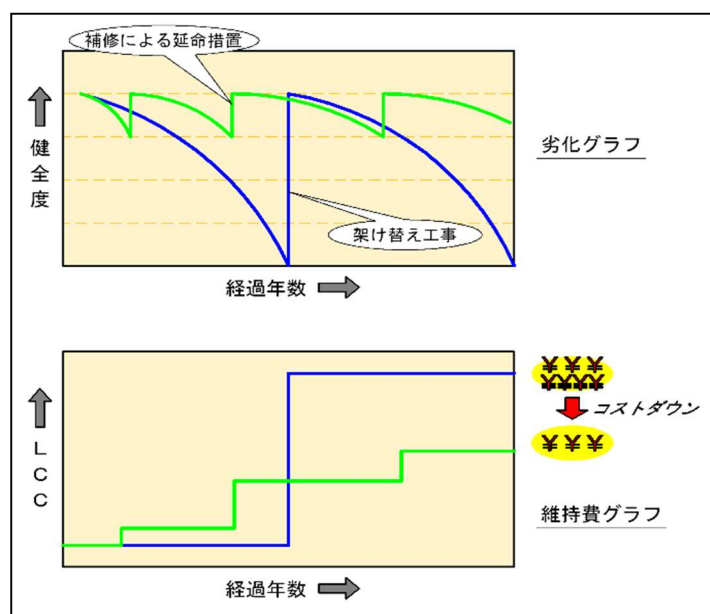 補修による延命措置
健全度
劣化グラフ
架け替え工事
経過年数
¥ ¥ ¥
¥¥¥¥
コストダウン
¥ ¥ ¥
LCC
維持費グラフ
経過年数